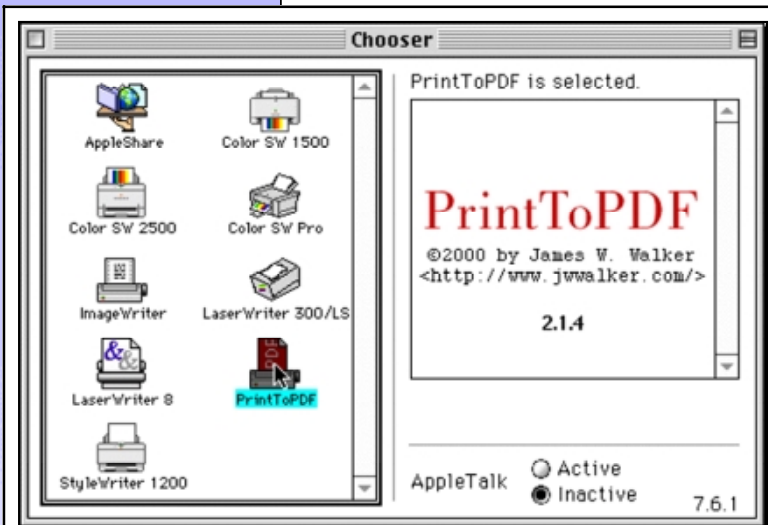 Chooser
AppleShare
Color SW 1500
Color SW 2500
Color SW Pro
ImageWriter
LaserWriter 300/LS
LaserWriter 8
PDF
PrintToPDF
StyleWriter 1200
PrintToPDF is selected.
PrintToPDF
©2000 by James W. Walker
<http://www.jwwalker.com/>
2.1.4
AppleTalk
Active
Inactive
7.6.1